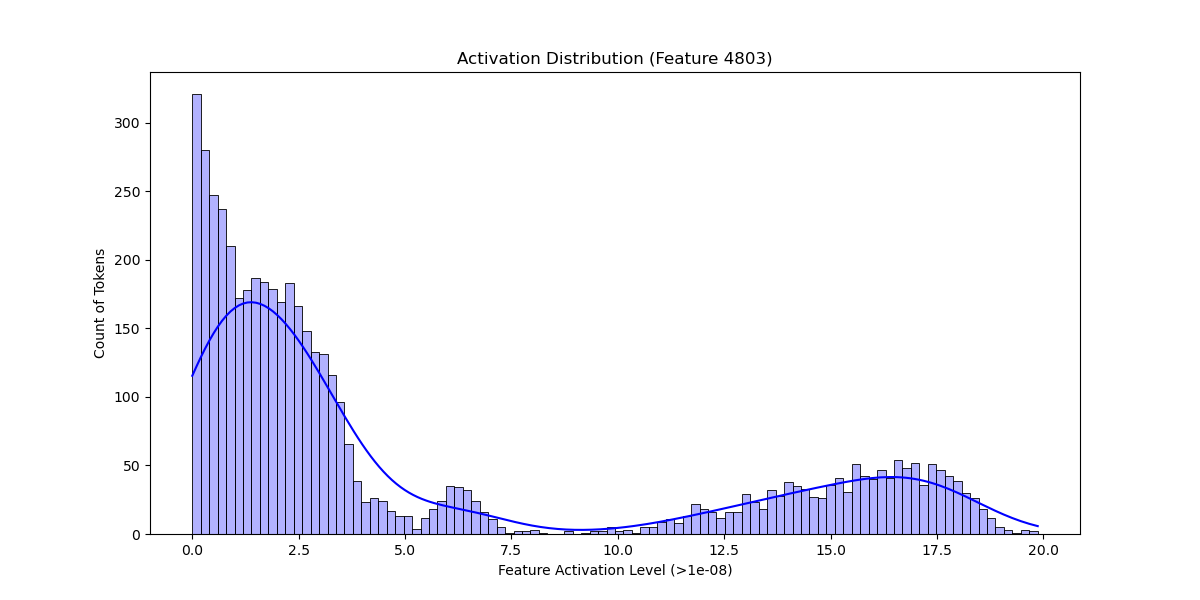 Activation Distribution (Feature 4803)
300
250
200
150
100
50
0
Count of Tokens
0.0 2.5 5.0 7.5 10.0 12.5 15.0 17.5 20.0
Feature Activation Level (>1e-08)